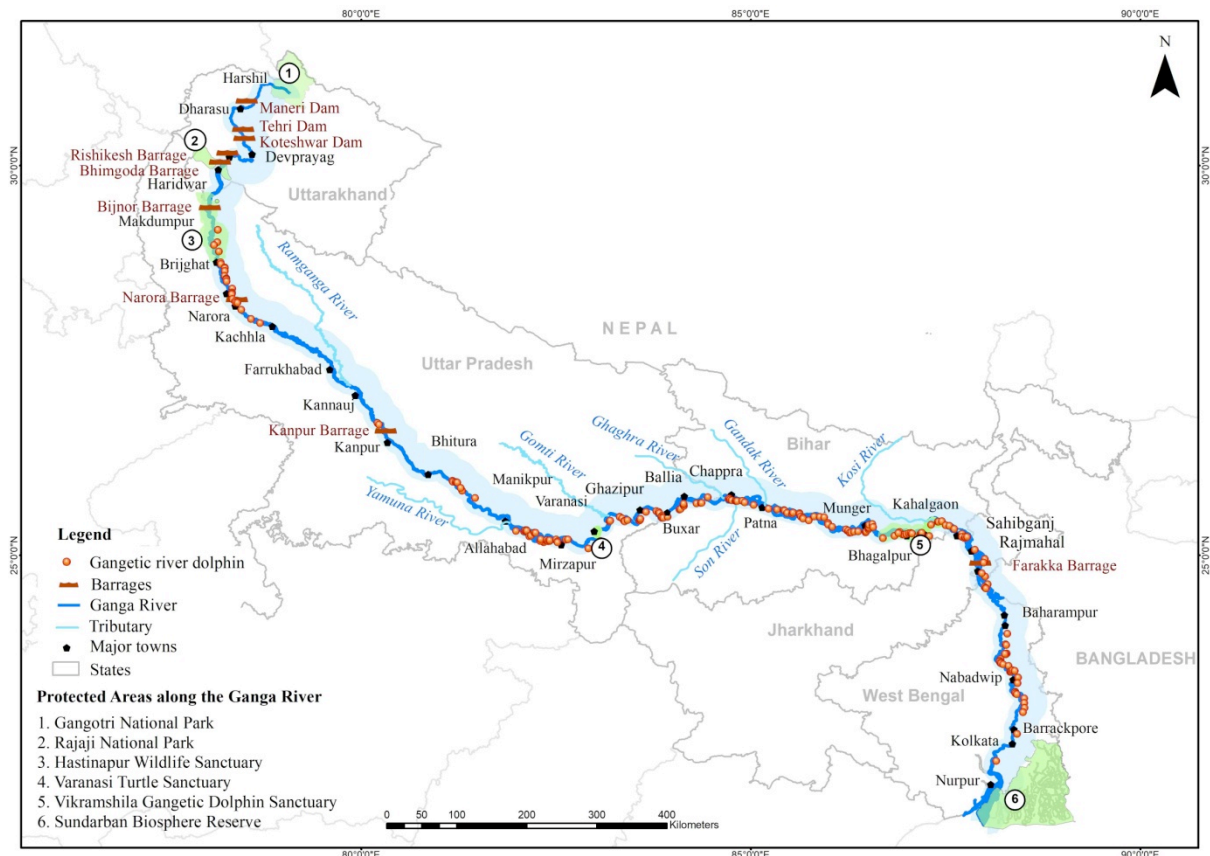 80°0'0"E
85°0'0"E
90°0'0"E
N
1
Harshil
Dharasu
Maneri Dam
Tehri Dam
2
Koteshwar Dam
Rishikesh Barrage
Devprayag
Bhimgoda Barrage
30°0'0"N
30°0'0"N
Haridwar
Uttarakhand
Bijnor Barrage
Makdumpur
3
Ramganga River
Brijghat
Narora Barrage
Narora
NEPAL
Kachhla
Uttar Pradesh
Farrukhabad
Kannauj
Kanpur Barrage
Kanpur
Bhitura
Ghaghra River
Gandak River
Bihar
Kosi River
Gomti River
Manikpur
Ballia
Chappra
Varanasi
Ghazipur
Kahalgaon
Yamuna River
Munger
Sahibganj
Buxar
Patna
Rajmahal
Allahabad
4
Mirzapur
Son River
Bhagalpur
5
Farakka Barrage
25°0'0"N
25°0'0"N
Baharampur
Jharkhand
BANGLADESH
Nabadwip
West Bengal
Barrackpore
Kolkata
Nurpur
6
Legend
Gangetic river dolphin
Barrages
Ganga River
Tributary
Major towns
States
Protected Areas along the Ganga River
1. Gangotri National Park
2. Rajaji National Park
3. Hastinapur Wildlife Sanctuary
4. Varanasi Turtle Sanctuary
5. Vikramshila Gangetic Dolphin Sanctuary
6. Sundarban Biosphere Reserve
0 50 100 200 300 400
Kilometers
80°0'0"E
85°0'0"E
90°0'0"E